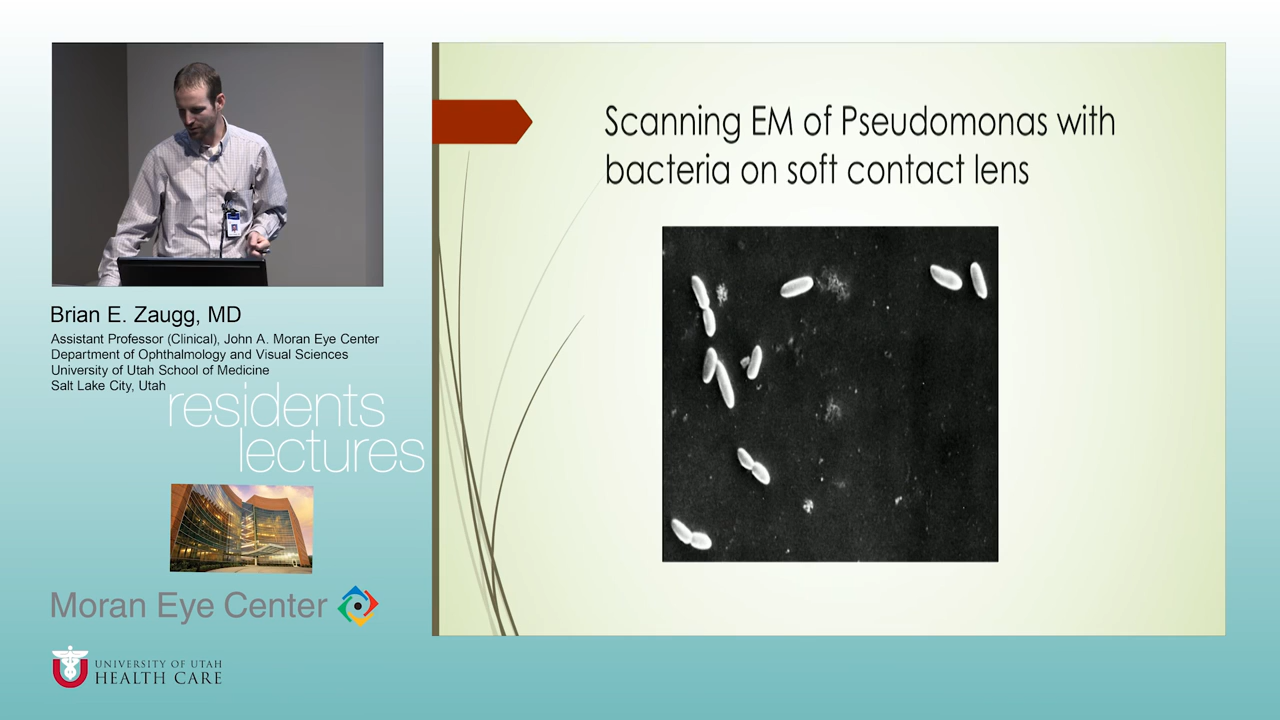 Brian E. Zaugg, MD
Assistant Professor (Clinical), John A. Moran Eye Center
Department of Ophthalmology and Visual Sciences
University of Utah School of Medicine
Salt Lake City, Utah
residents
lectures
Moran Eye Center
UNIVERSITY OF UTAH
HEALTH CARE
Scanning EM of Pseudomonas with
bacteria on soft contact lens